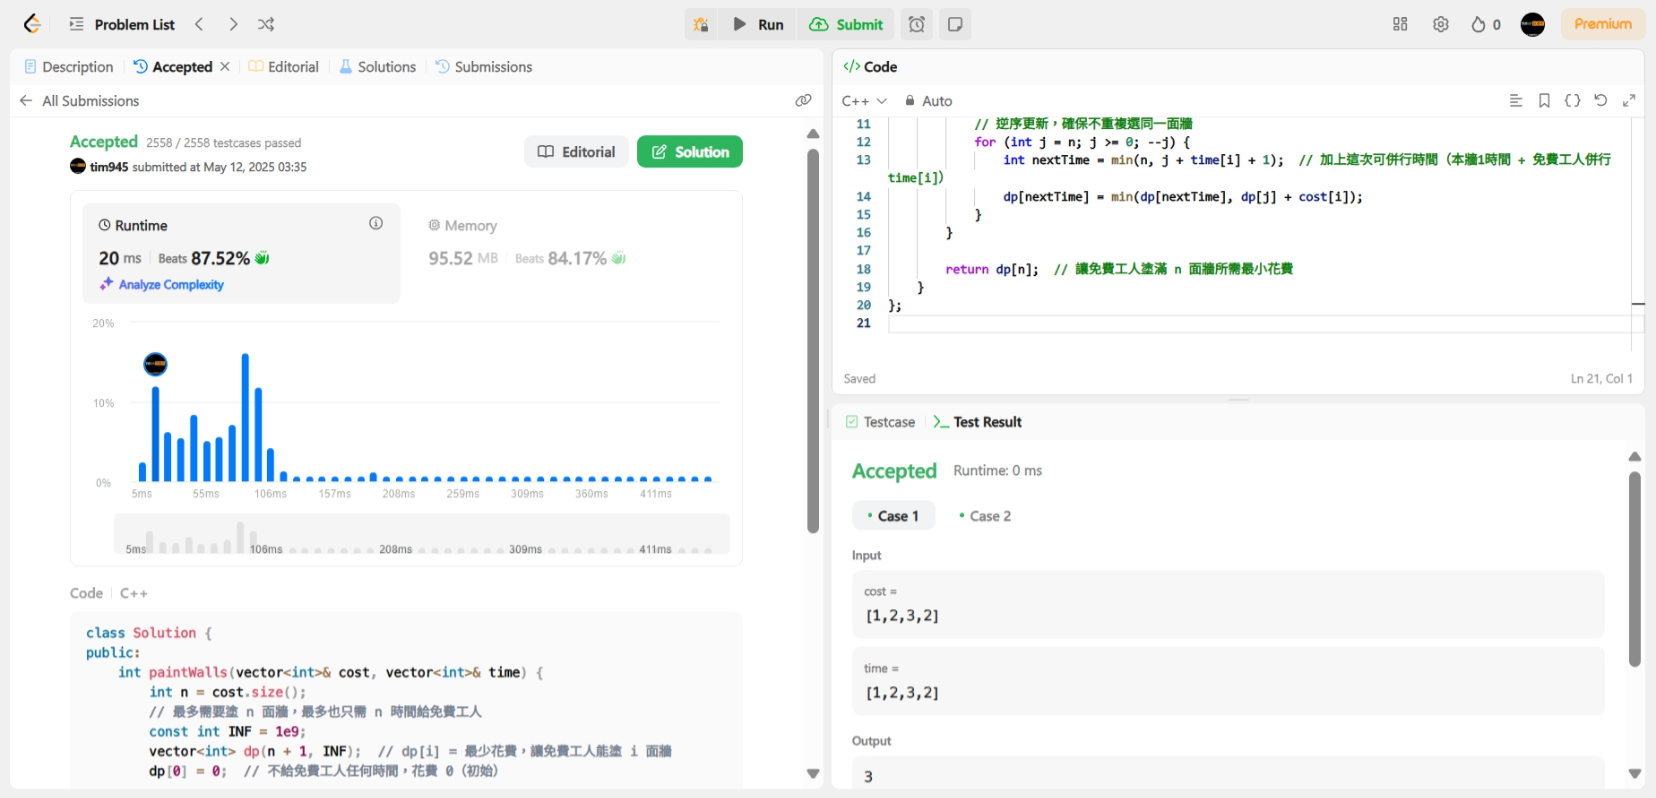 Problem List
Run
Submit
0
Premium
Description
Accepted
Editorial
Solutions
Submissions
All Submissions
Accepted 2558 / 2558 testcases passed
tim945 submitted at May 12, 2025 03:35
Editorial
Solution
Runtime
20 ms Beats 87.52%
Analyze Complexity
Memory
95.52 MB Beats 84.17%
20%
10%
0%
5ms 55ms 106ms 157ms 208ms 259ms 309ms 360ms 411ms
5ms 106ms 208ms 309ms 411ms
Code C++
class Solution {
public:
int paintWalls(vector<int>& cost, vector<int>& time) {
int n = cost.size();
// 最多需要塗 n 面牆，最多也只需 n 時間給免費工人
const int INF = 1e9;
vector<int> dp(n + 1, INF); // dp[i] = 最少花費，讓免費工人能塗 i 面牆
dp[0] = 0; // 不給免費工人任何時間，花費 0（初始）
Code
C++
Auto
11 // 逆序更新，確保不重複選同一面牆
12 for (int j = n; j >= 0; --j) {
13 int nextTime = min(n, j + time[i] + 1); // 加上這次可併行時間（本牆1時間 + 免費工人併行
time[i]）
14 dp[nextTime] = min(dp[nextTime], dp[j] + cost[i]);
15 }
16 }
17
18 return dp[n]; // 讓免費工人塗滿 n 面牆所需最小花費
19 }
20 };
21
Saved
Ln 21, Col 1
Testcase
Test Result
Accepted Runtime: 0 ms
Case 1
Case 2
Input
cost =
[1,2,3,2]
time =
[1,2,3,2]
Output
3